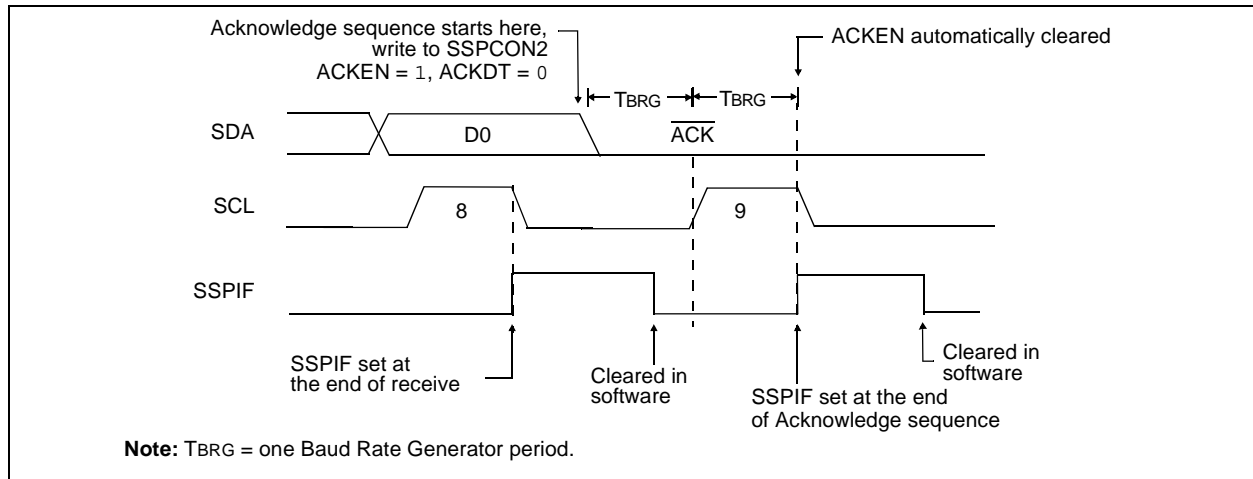 Acknowledge sequence starts here,
write to SSPCON2
ACKEN = 1, ACKDT = 0
ACKEN automatically cleared
TBRG
TBRG
SDA
D0
ACK
SCL
8
9
SSPIF
SSPIF set at
the end of receive
Cleared in
software
SSPIF set at the end
of Acknowledge sequence
Cleared in
software
Note: TBRG = one Baud Rate Generator period.